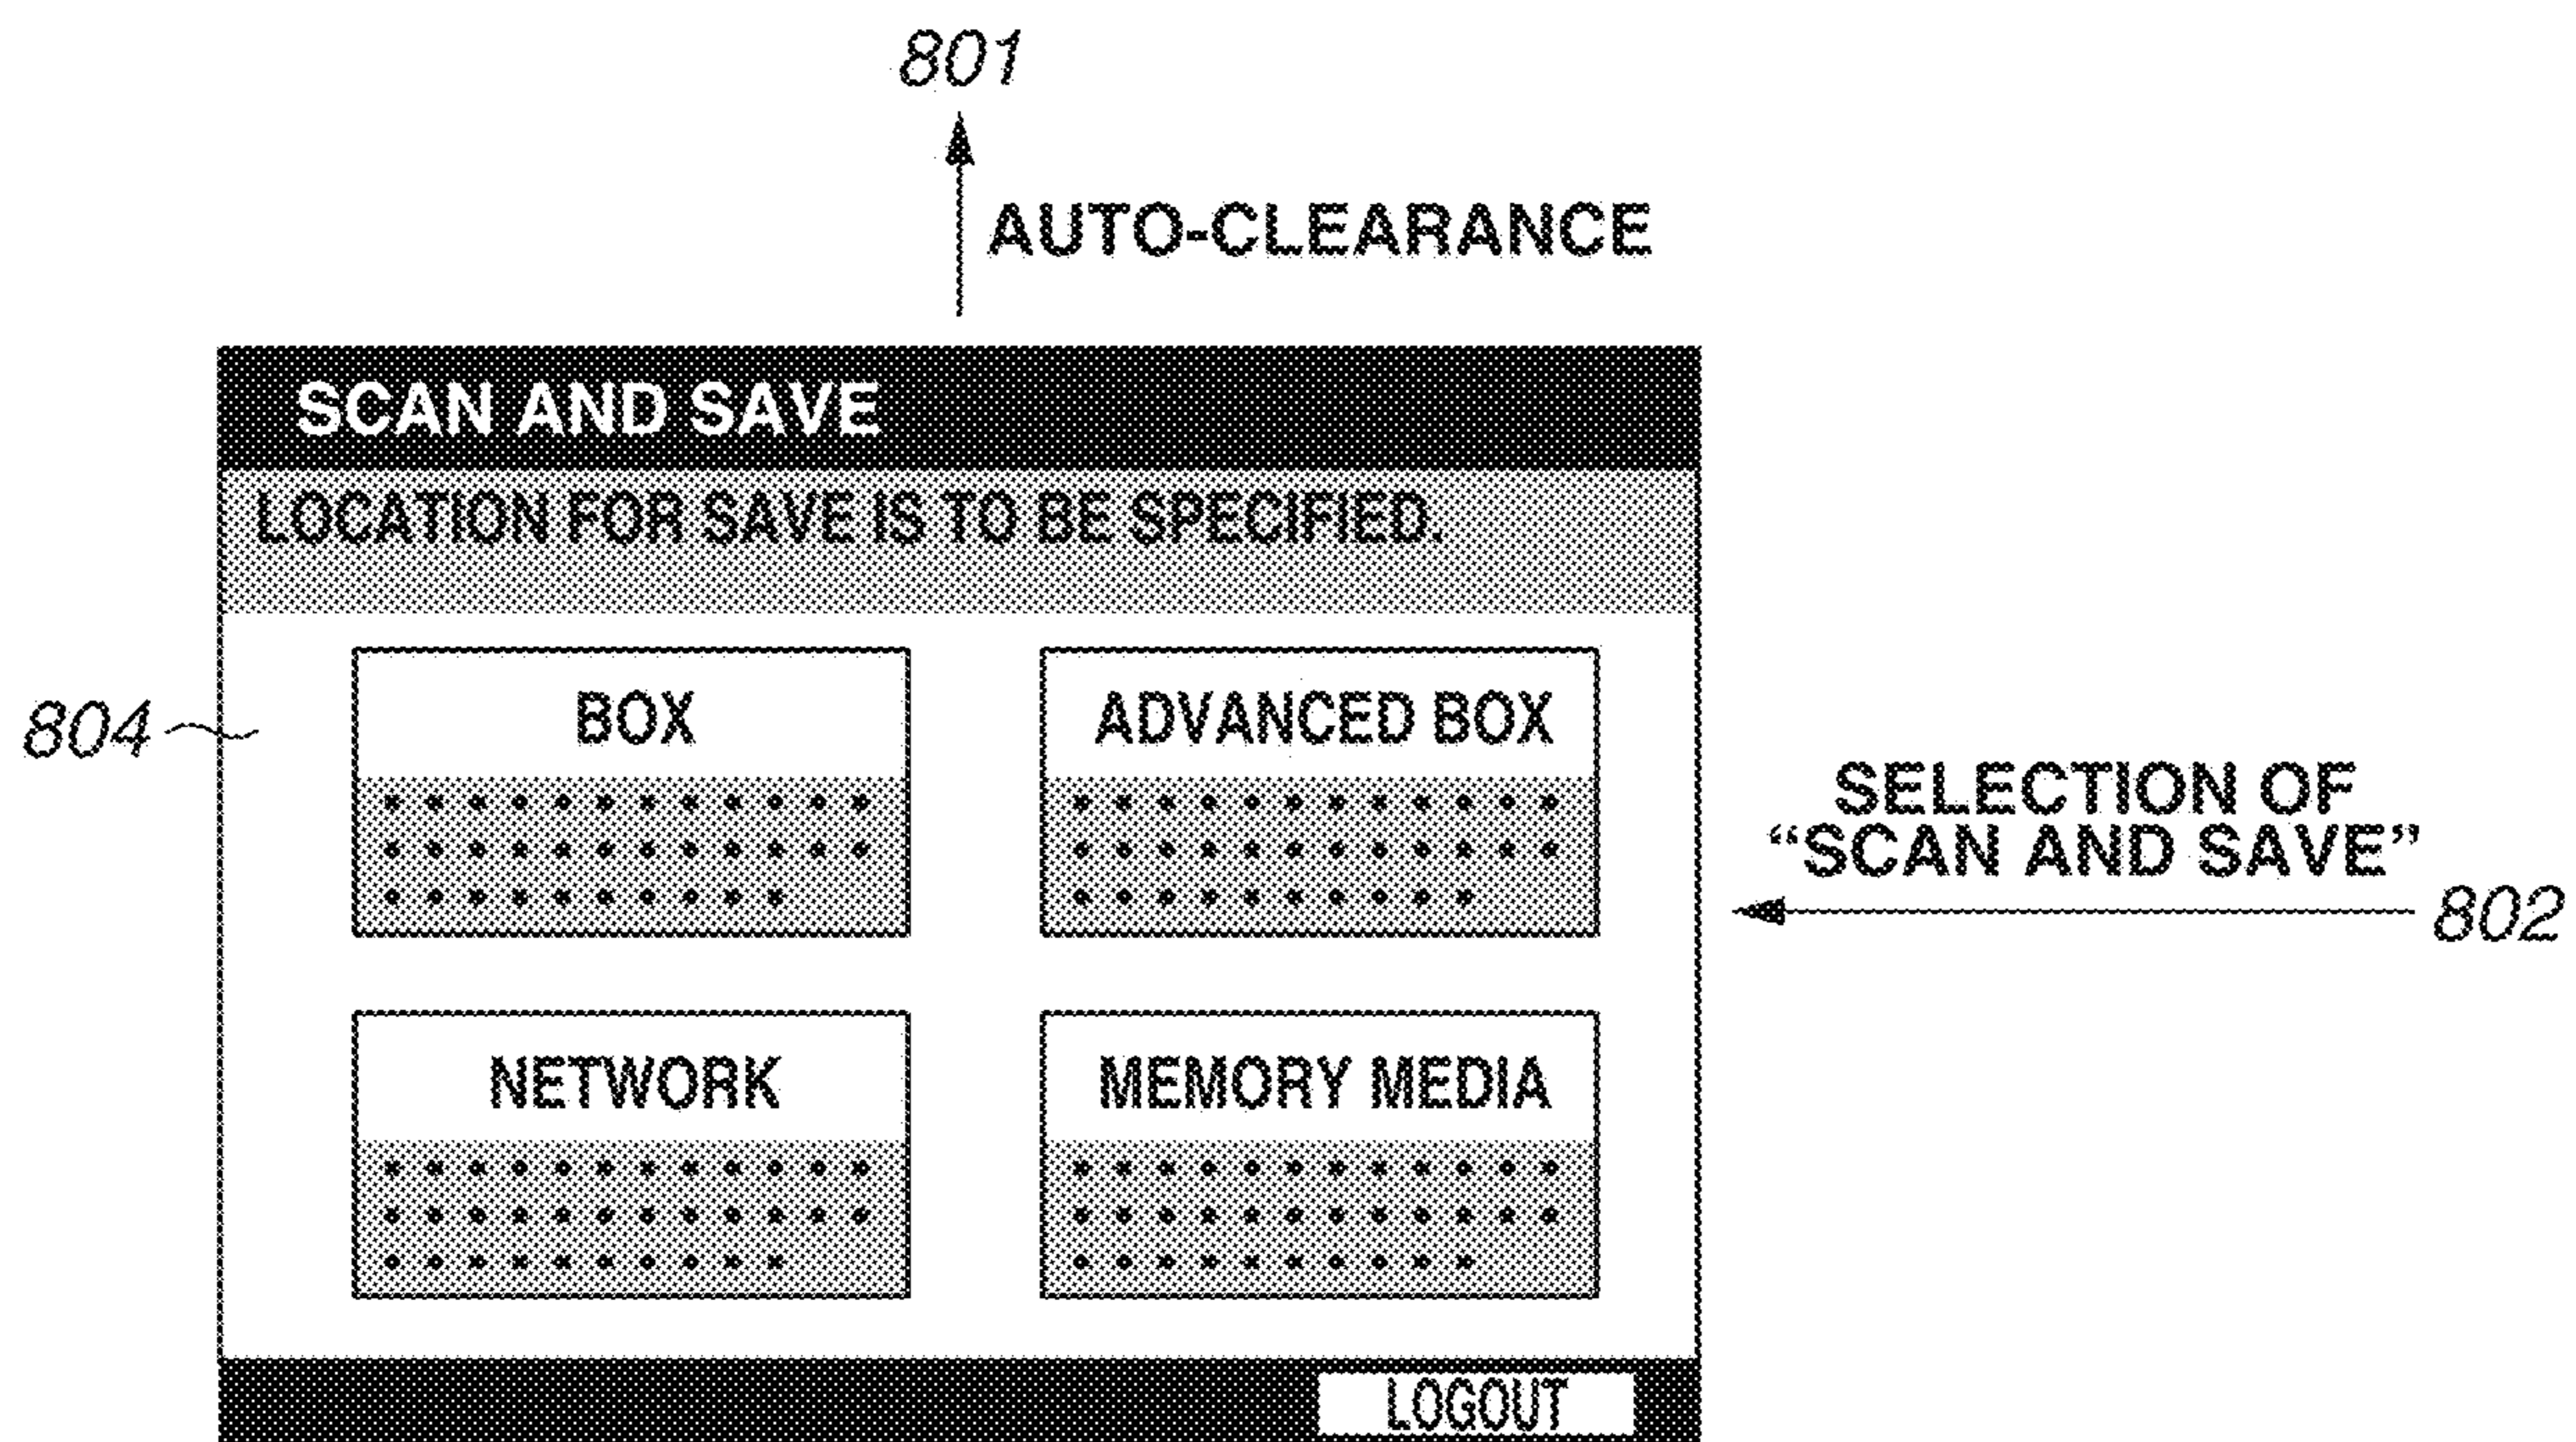 801
AUTO-CLEARANCE
SCAN AND SAVE
LOCATION FOR SAVE IS TO BE SPECIFIED.
804
BOX
ADVANCED BOX
SELECTION OF
“SCAN AND SAVE”
802
NETWORK
MEMORY MEDIA
LOGOUT